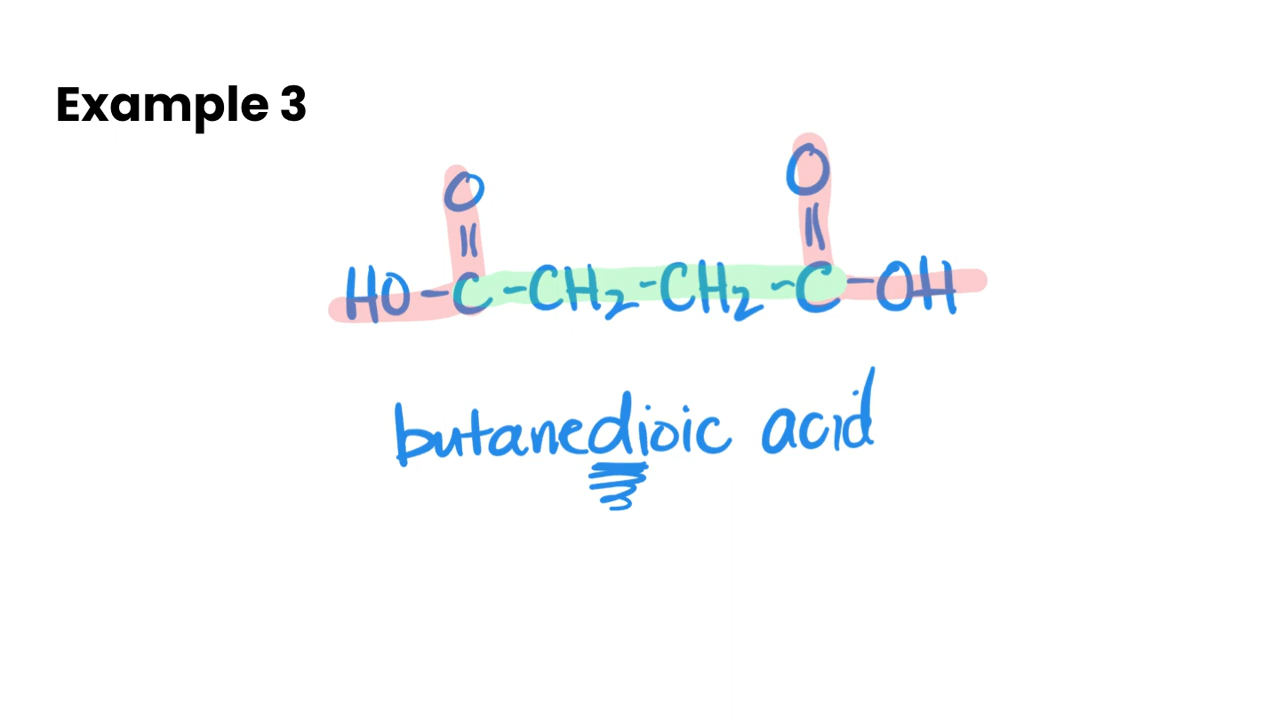 Example 3
O O
|| ||
HO-C-CH2-CH2-C-OH
butanedioic acid